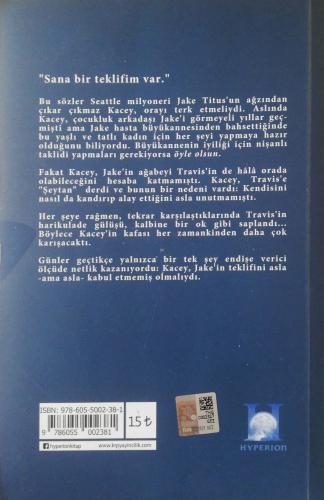 "Sana bir teklifim var."
Bu sözler Seattle milyoneri Jake Titus'un ağzından
çıkar çıkmaz Kacey, orayı terk etmeliydi. Aslında
Kacey, çocukluk arkadaşı Jake'i görmeyeli yıllar geç-
mişti ama Jake hasta büyükannesinden bahsettiğinde
bu yaşlı ve tatlı kadın için her şeyi yapmaya hazır
olduğunu biliyordu. Büyükannenin iyiliği için nişanlı
taklidi yapmaları gerekiyorsa öyle olsun.
Fakat Kacey, Jake'in ağabeyi Travis'in de hâlâ orada
olabileceğini hesaba katmamıştı. Kacey, Travis'e
"Şeytan" derdi ve bunun bir nedeni vardı: Kendisini
nasıl da kandırıp alay ettiğini asla unutmamıştı.
Her şeye rağmen, tekrar karşılaştıklarında Travis'in
harikulade gülüşü, kalbine bir ok gibi saplandı...
Böylece Kacey'in kafası her zamankinden daha çok
karışacaktı.
Günler geçtikçe yalnızca bir tek şey endişe verici
ölçüde netlik kazanıyordu: Kacey, Jake'in teklifini asla
-ama asla- kabul etmemiş olmalıydı.
ISBN: 978-605-5002-38-1
9 786055 002381
15 ₺
hyperionkitap
H
HYPERION